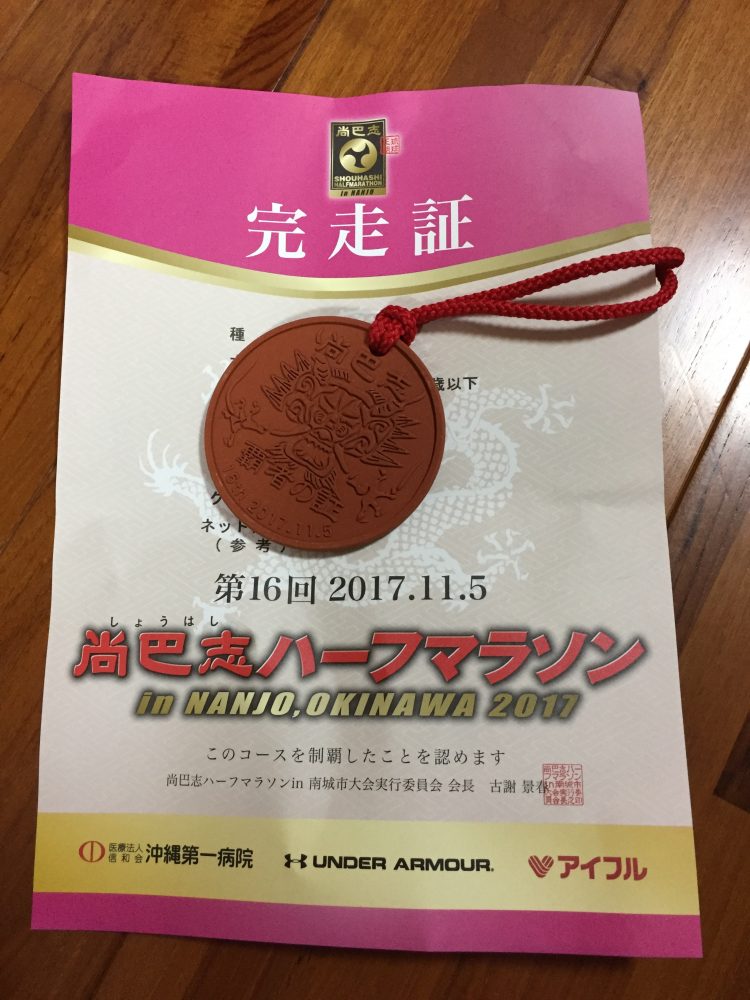 尚巴志
SHOUHASHI
HALFMARATHON
in NANJO
完走証
種
歳以下
尚巴志
覇者の証
16th 2017.11.5
ネット
(参考)
第16回 2017.11.5
しょうはし
尚巴志ハーフマラソン
in NANJO,OKINAWA 2017
このコースを制覇したことを認めます
尚巴志ハーフマラソンin 南城市大会実行委員会 会長 古謝 景春
医療法人
信和会 沖縄第一病院
UNDER ARMOUR.
アイフル